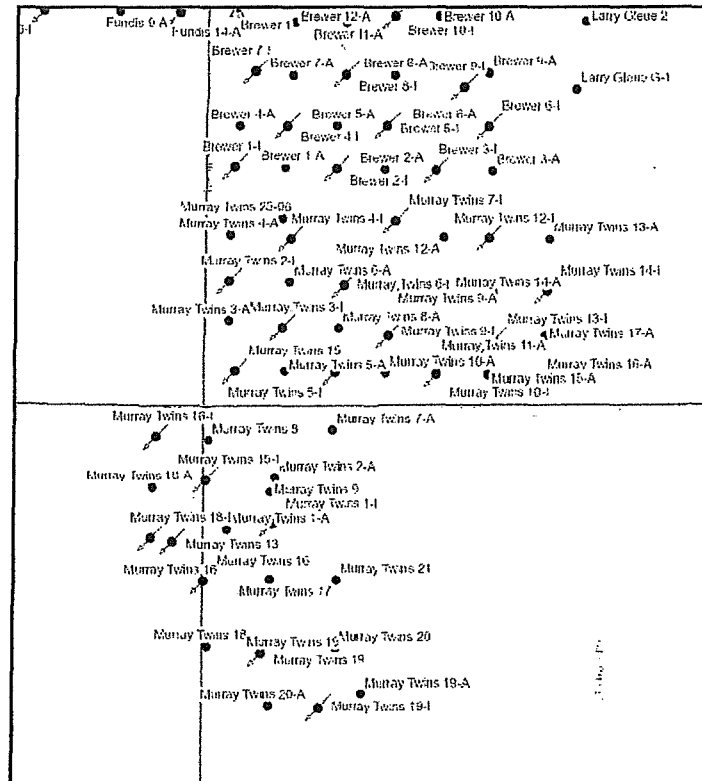 Fundis 9 A
Fundis 14-A
Brewer 1
Brewer 12-A
Brewer 11-A
Brewer 10 A
Brewer 10-I
Larry Gleue 2
Brewer 7 I
Brewer 7-A
Brewer 8-A
Brewer 8-I
Brewer 9-I
Brewer 9-A
Larry Gleue 6-1
Brewer 4-A
Brewer 5-A
Brewer 4 I
Brewer 6-A
Brewer 5-I
Brewer 6-I
Brewer 1-I
Brewer 1 A
Brewer 2-A
Brewer 2-I
Brewer 3-I
Brewer 3-A
Murray Twins 7-I
Murray Twins 4-A
Murray Twins 4-I
Murray Twins 12-A
Murray Twins 12-I
Murray Twins 13-A
Murray Twins 2-I
Murray Twins 6-A
Murray Twins 6-I
Murray Twins 14-A
Murray Twins 14-I
Murray Twins 9-A
Murray Twins 3-A
Murray Twins 3-I
Murray Twins 8-A
Murray Twins 9-I
Murray Twins 13-I
Murray Twins 17-A
Murray Twins 11-A
Murray Twins 15
Murray Twins 5-A
Murray Twins 10-A
Murray Twins 16-A
Murray Twins 15-A
Murray Twins 5-I
Murray Twins 10-I
Murray Twins 16-I
Murray Twins 8
Murray Twins 7-A
Murray Twins 15-I
Murray Twins 18-A
Murray Twins 2-A
Murray Twins 9
Murray Twins 1-I
Murray Twins 18-I
Murray Twins 1-A
Murray Twins 13
Murray Twins 16
Murray Twins 16
Murray Twins 17
Murray Twins 21
Murray Twins 18
Murray Twins 19
Murray Twins 20
Murray Twins 19
Murray Twins 20-A
Murray Twins 19-A
Murray Twins 19-I